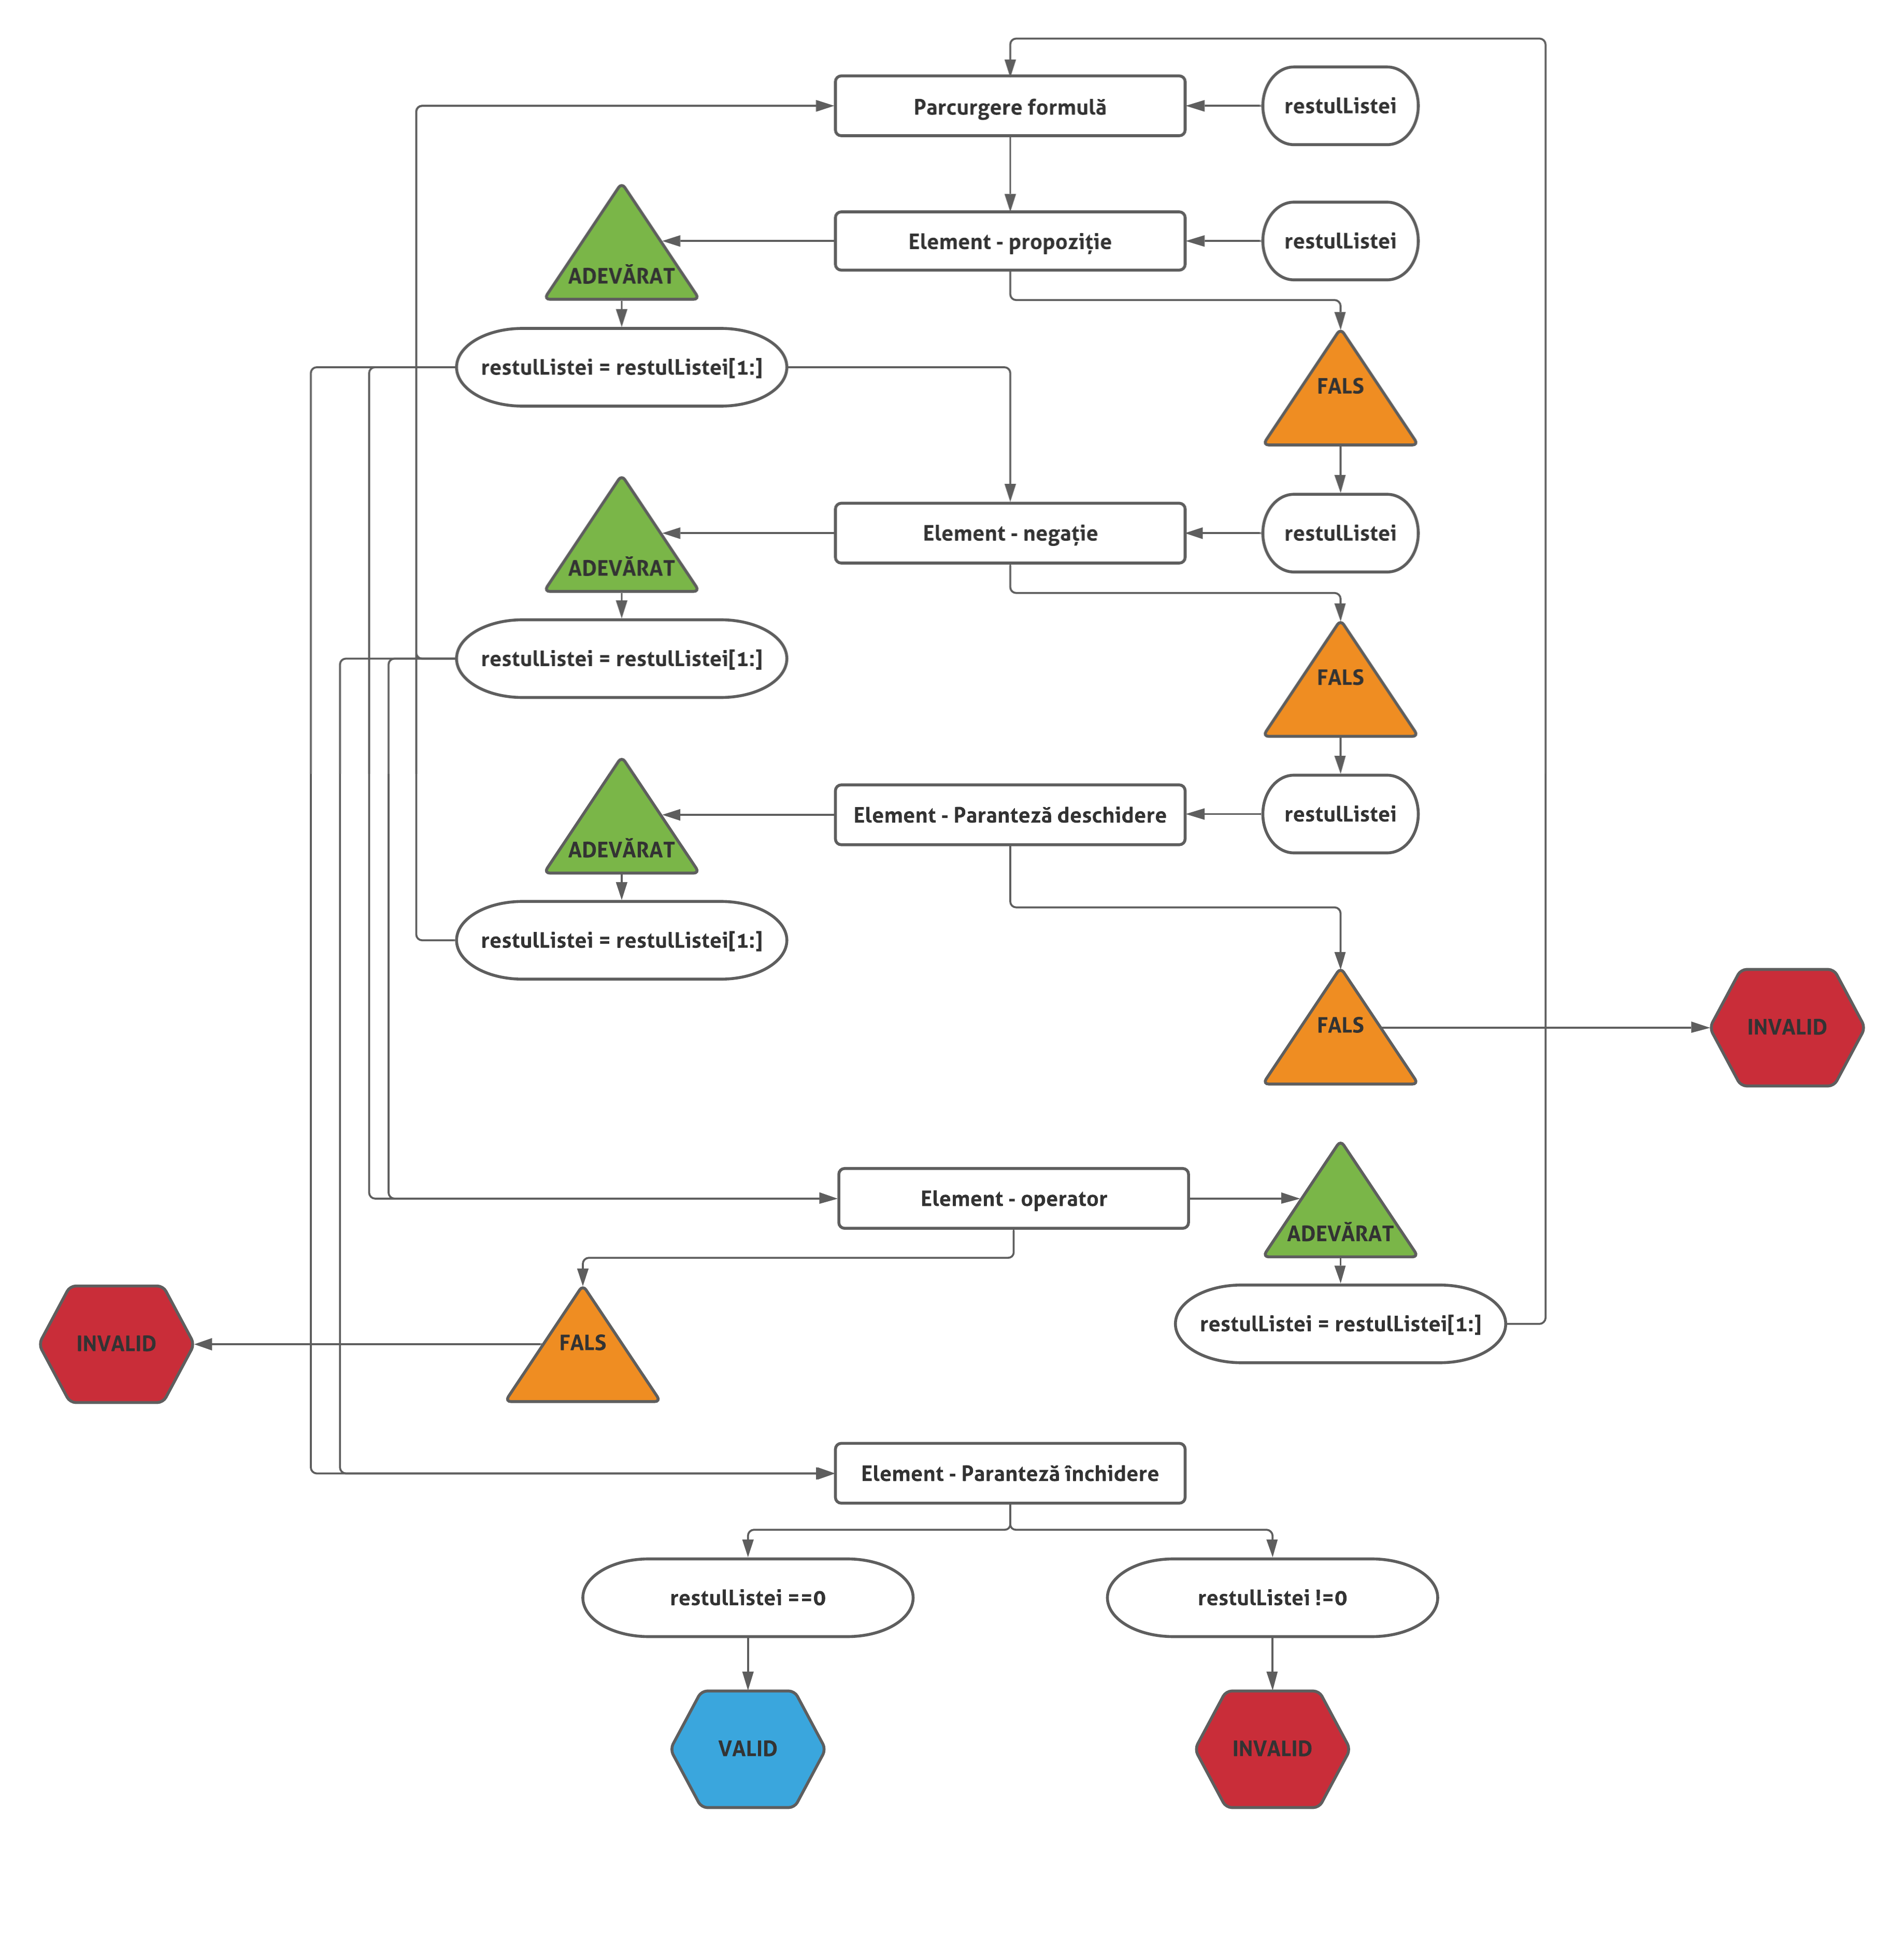 Parcurgere formulă
restulListei
Element - propoziție
restulListei
ADEVĂRAT
restulListei = restulListei[1:]
FALS
Element - negație
restulListei
ADEVĂRAT
restulListei = restulListei[1:]
FALS
Element - Paranteză deschidere
restulListei
ADEVĂRAT
restulListei = restulListei[1:]
FALS
INVALID
Element - operator
ADEVĂRAT
restulListei = restulListei[1:]
FALS
INVALID
Element - Paranteză închidere
restulListei ==0
restulListei !=0
VALID
INVALID